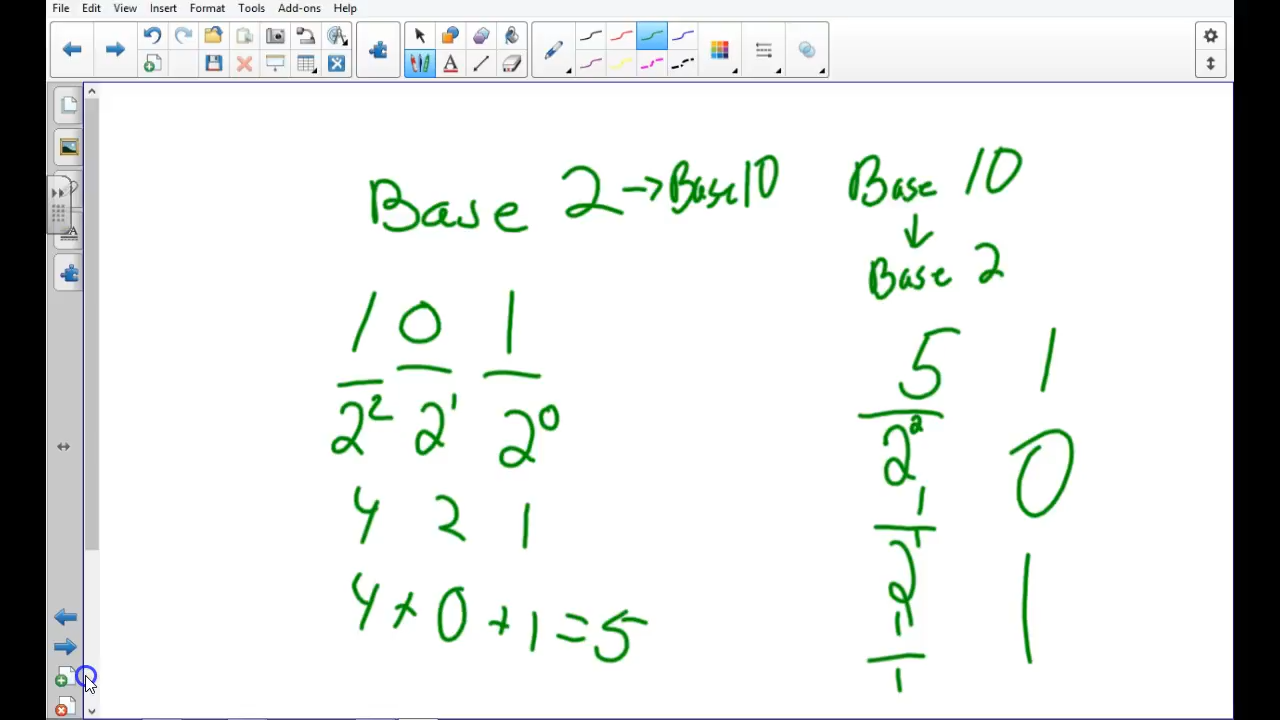 File Edit View Insert Format Tools Add-ons Help
Base 2 → Base 10
1 0 1
2² 2¹ 2⁰
4 2 1
4 + 0 + 1 = 5
Base 10
↓
Base 2
5 1
2² 0
1
2¹ 1
1
1